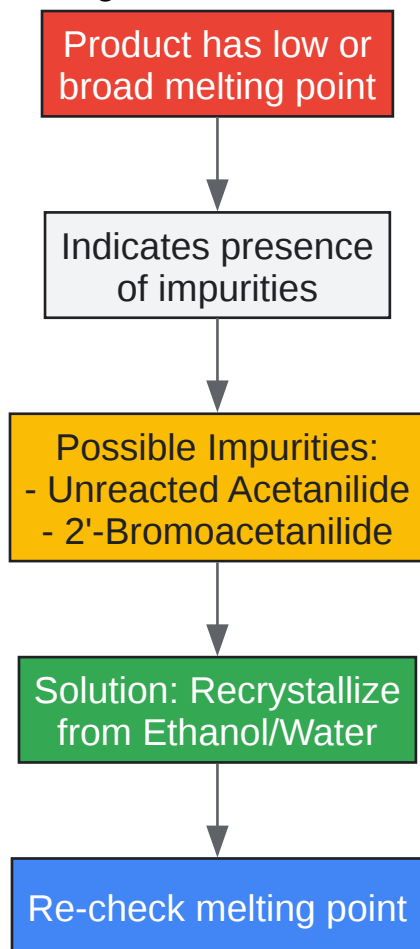 Product has low or
broad melting point
Indicates presence
of impurities
Possible Impurities:
- Unreacted Acetanilide
- 2'-Bromoacetanilide
Solution: Recrystallize
from Ethanol/Water
Re-check melting point